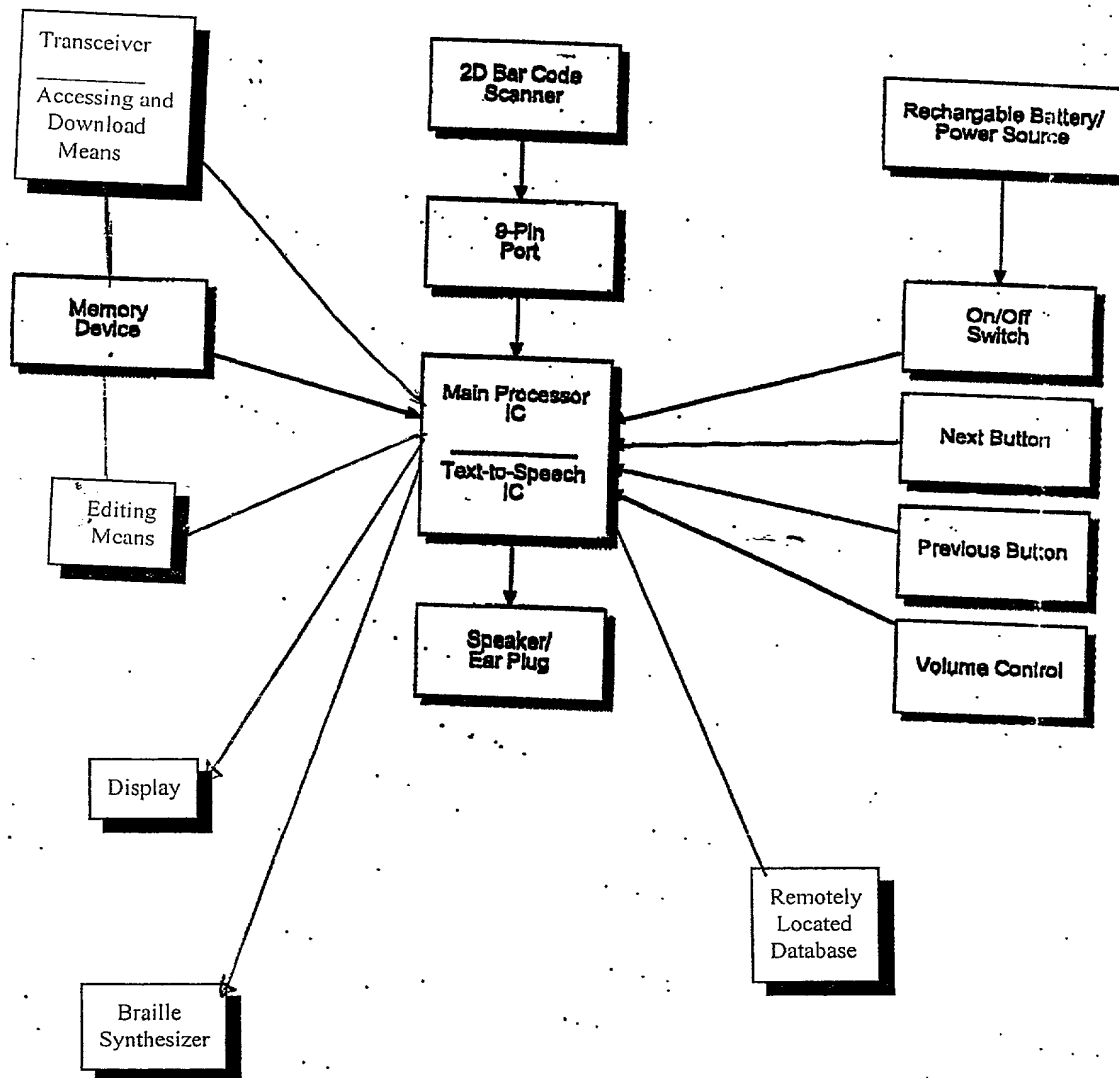 Transceiver
Accessing and
Download
Means
2D Bar Code
Scanner
Rechargable Battery/
Power Source
9-Pin
Port
Memory
Device
On/Off
Switch
Main Processor
IC
Text-to-Speech
IC
Next Button
Editing
Means
Previous Button
Speaker/
Ear Plug
Volume Control
Display
Remotely
Located
Database
Braille
Synthesizer